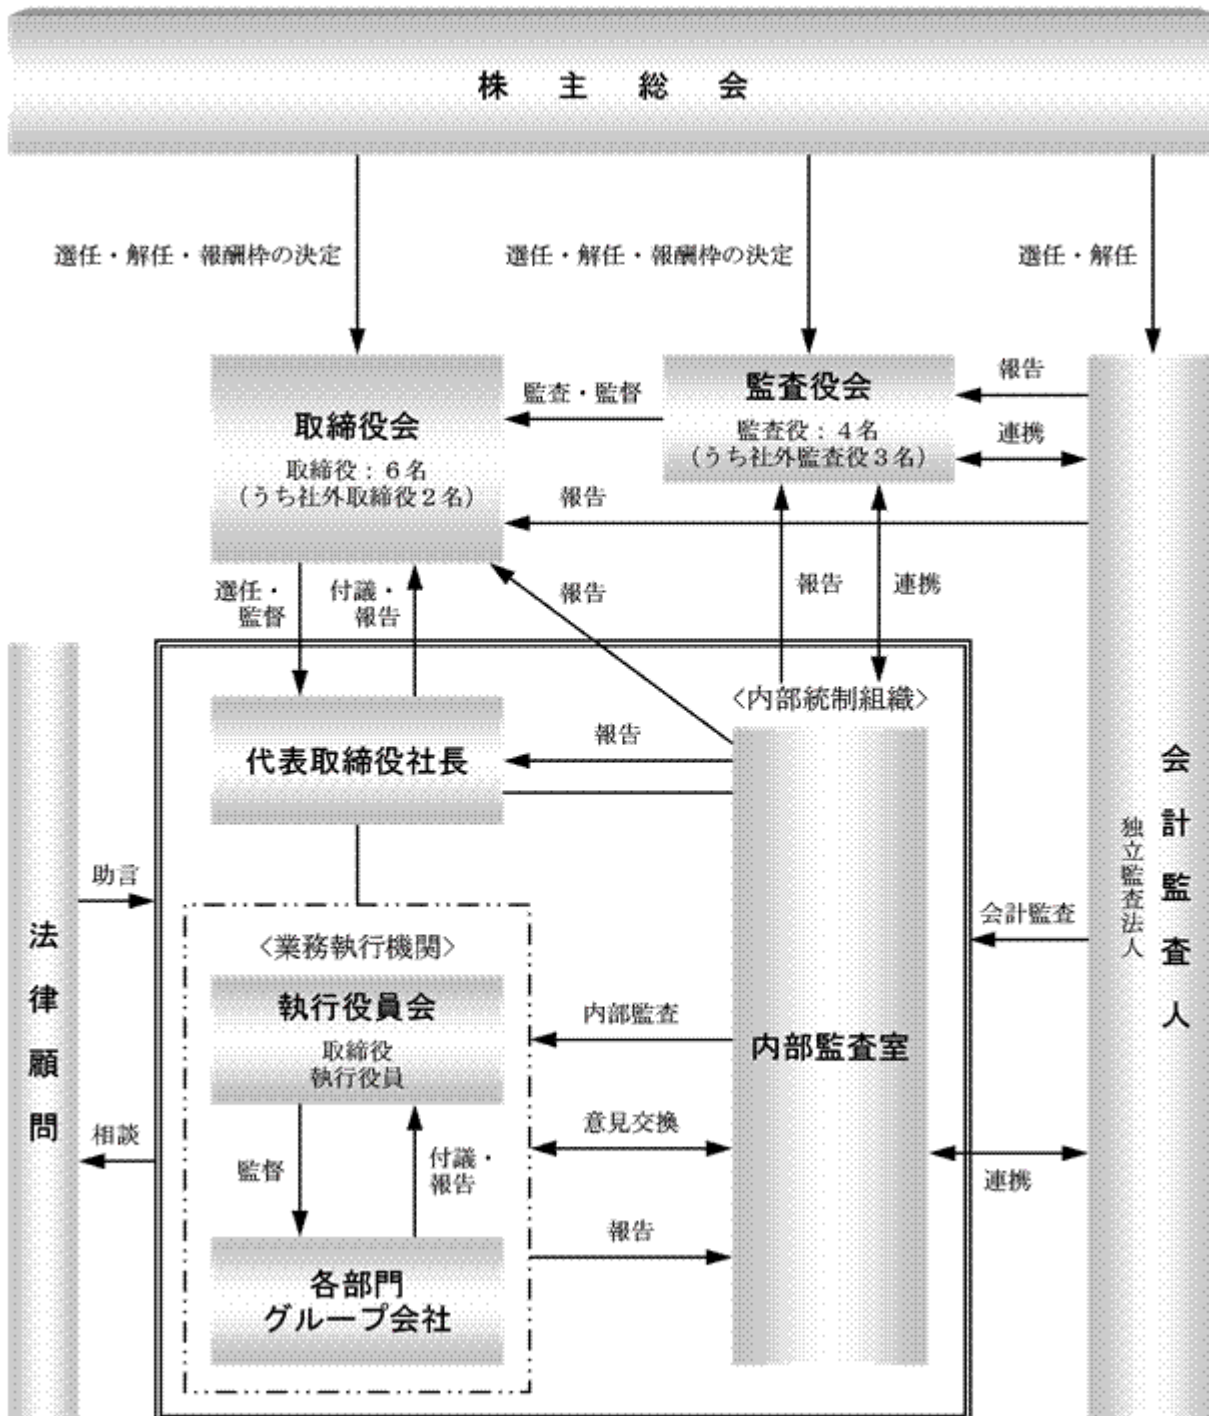 株主総会
選任・解任・報酬枠の決定
選任・解任・報酬枠の決定
選任・解任
取締役会
取締役：6名
（うち社外取締役2名）
監査・監督
監査役会
監査役：4名
（うち社外監査役3名）
報告
連携
報告
選任・
監督
付議・
報告
報告
報告
連携
<内部統制組織>
代表取締役社長
報告
会計監査人
独立監査法人
助言
法律顧問
相談
<業務執行機関>
執行役員会
取締役
執行役員
監督
付議・
報告
各部門
グループ会社
内部監査
意見交換
報告
内部監査室
会計監査
連携